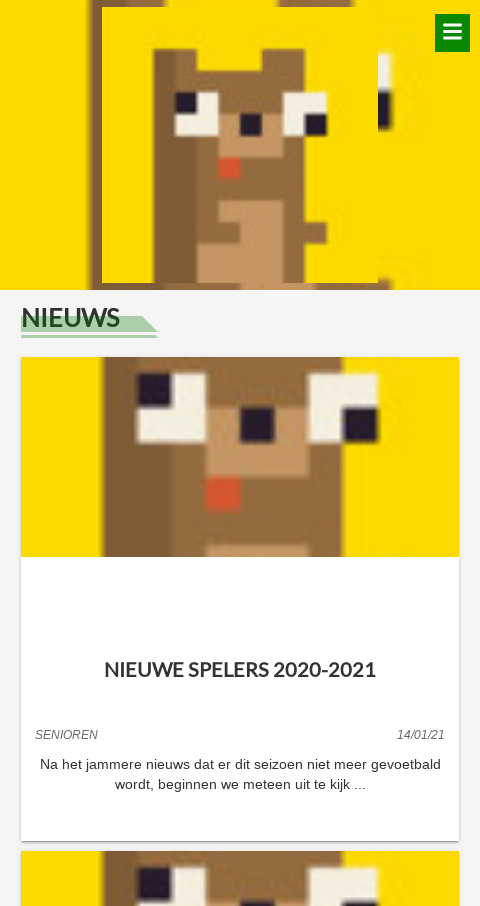 NIEUWS
NIEUWE SPELERS 2020-2021
SENIOREN 14/01/21
Na het jammere nieuws dat er dit seizoen niet meer gevoetbald
wordt, beginnen we meteen uit te kijk ...